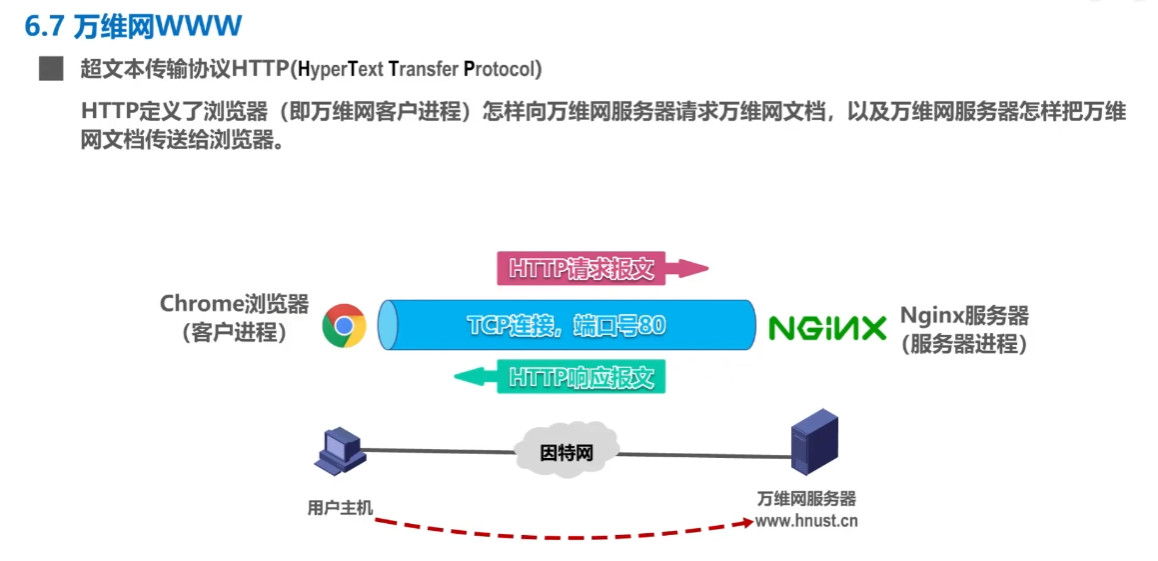 6.7 万维网WWW
超文本传输协议HTTP(HyperText Transfer Protocol)
HTTP定义了浏览器（即万维网客户进程）怎样向万维网服务器请求万维网文档，以及万维网服务器怎样把万维
网文档传送给浏览器。
HTTP请求报文
Chrome浏览器
（客户进程）
TCP连接，端口号80
NGINX
Nginx服务器
（服务器进程）
HTTP响应报文
因特网
用户主机
万维网服务器
www.hnust.cn